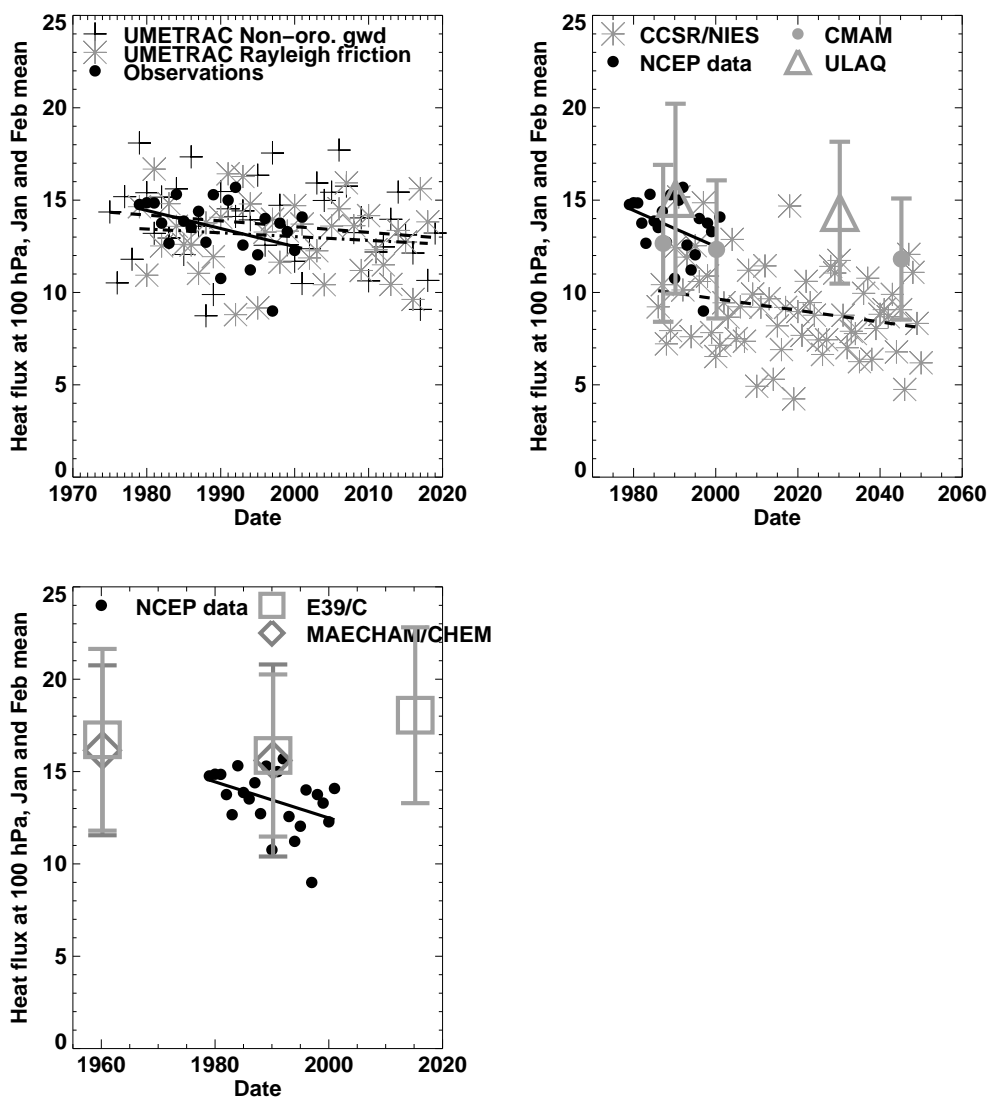 Heat flux at 100 hPa, Jan and Feb mean
25
20
15
10
5
0
UMETRAC Non-oro. gwd
UMETRAC Rayleigh friction
Observations
1970 1980 1990 2000 2010 2020
Date
Heat flux at 100 hPa, Jan and Feb mean
25
20
15
10
5
0
CCSR/NIES CMAM
NCEP data ULAQ
1980 2000 2020 2040 2060
Date
Heat flux at 100 hPa, Jan and Feb mean
25
20
15
10
5
0
NCEP data E39/C
MAECHAM/CHEM
1960 1980 2000 2020
Date